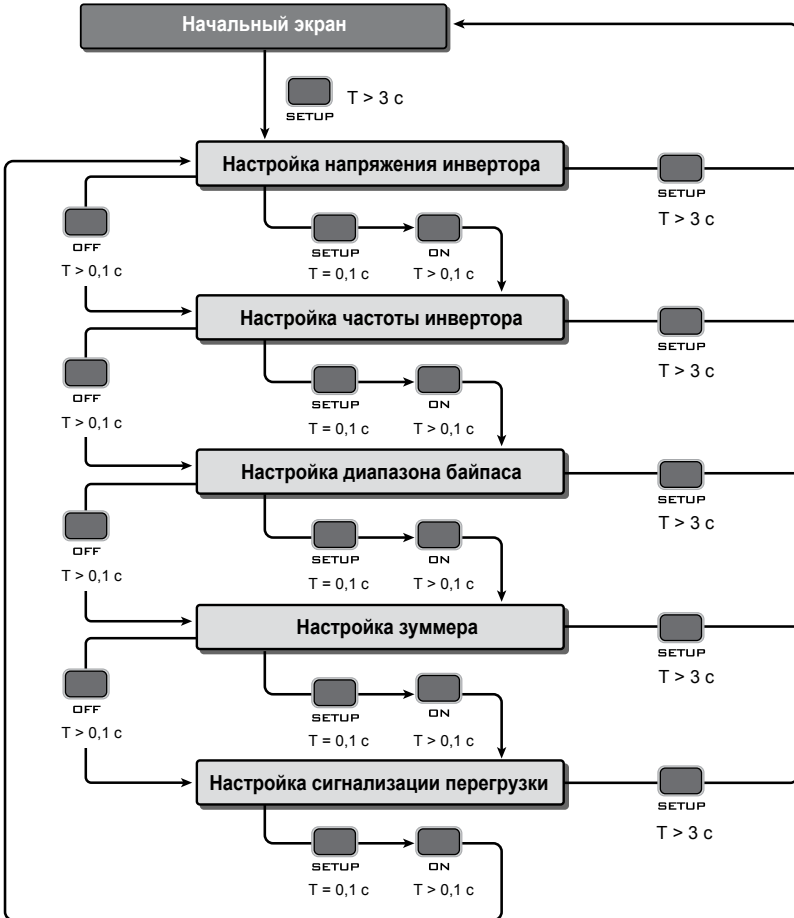 Начальный экран
T > 3 с
SETUP
Настройка напряжения инвертора
SETUP
T > 3 с
OFF
T > 0,1 с
SETUP
ON
T = 0,1 с
T > 0,1 с
Настройка частоты инвертора
SETUP
T > 3 с
OFF
T > 0,1 с
SETUP
ON
T = 0,1 с
T > 0,1 с
Настройка диапазона байпаса
SETUP
T > 3 с
OFF
T > 0,1 с
SETUP
ON
T = 0,1 с
T > 0,1 с
Настройка зуммера
SETUP
T > 3 с
OFF
T > 0,1 с
SETUP
ON
T = 0,1 с
T > 0,1 с
Настройка сигнализации перегрузки
SETUP
T > 3 с
SETUP
ON
T = 0,1 с
T > 0,1 с